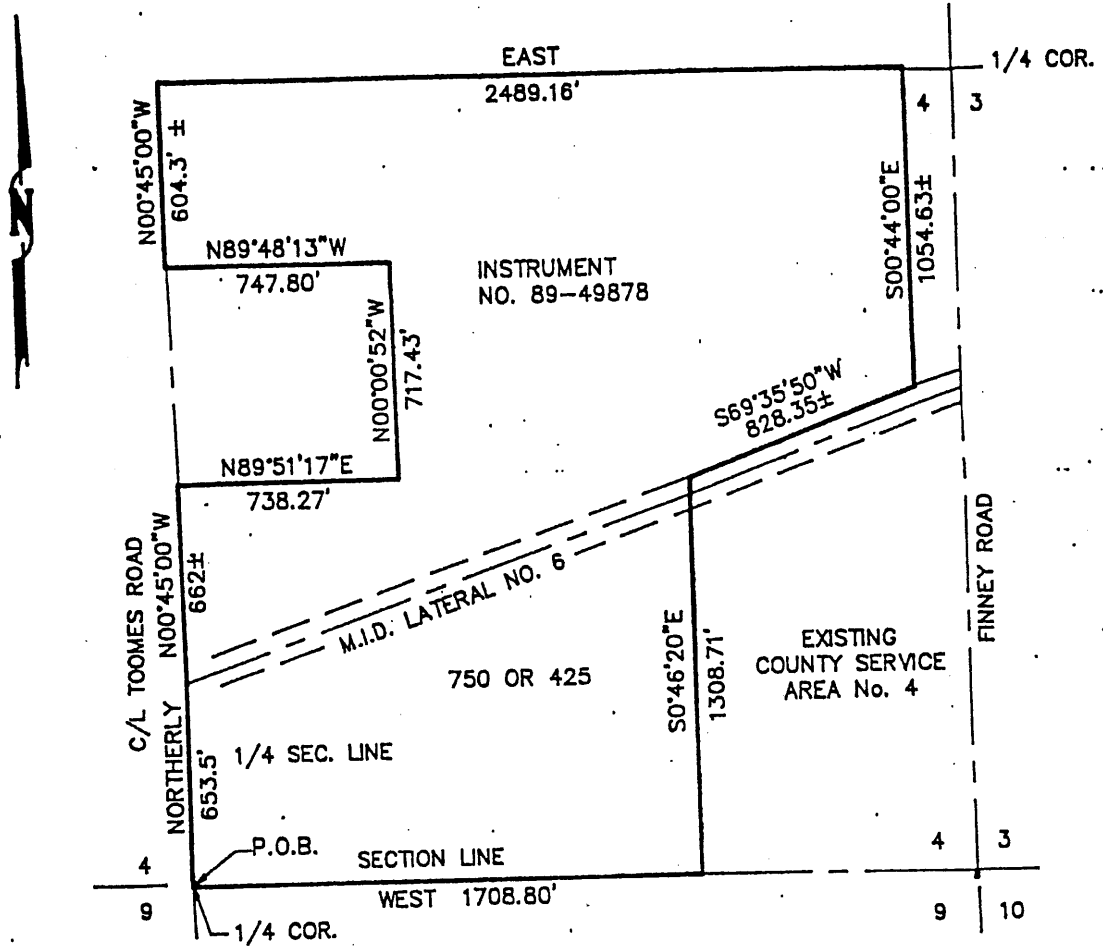 EAST
2489.16'
1/4 COR.
4
3
N
N00°45'00"W
604.3' ±
N89°48'13"W
747.80'
INSTRUMENT
NO. 89-49878
S00°44'00"E
1054.63±
N00°00'52"W
717.43'
S69°35'50"W
828.35±
N89°51'17"E
738.27'
C/L TOOMES ROAD
N00°45'00"W
662±
M.I.D. LATERAL NO. 6
FINNEY ROAD
750 OR 425
S0°46'20"E
1308.71'
EXISTING
COUNTY SERVICE
AREA No. 4
NORTHERLY
653.5'
1/4 SEC. LINE
P.O.B.
SECTION LINE
WEST 1708.80'
4
9
1/4 COR.
4
3
9
10